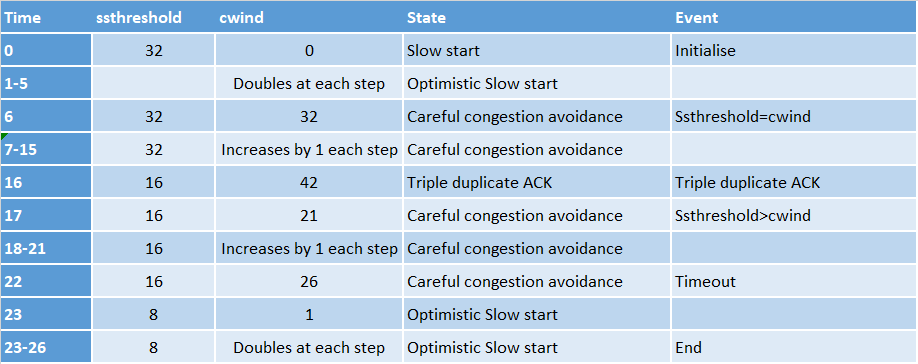 Time ssthreshold cwind State Event
0 32 0 Slow start Initialise
1-5 Doubles at each step Optimistic Slow start
6 32 32 Careful congestion avoidance Ssthreshold=cwind
7-15 32 Increases by 1 each step Careful congestion avoidance
16 16 42 Triple duplicate ACK Triple duplicate ACK
17 16 21 Careful congestion avoidance Ssthreshold>cwind
18-21 16 Increases by 1 each step Careful congestion avoidance
22 16 26 Careful congestion avoidance Timeout
23 8 1 Optimistic Slow start
23-26 8 Doubles at each step Optimistic Slow start End